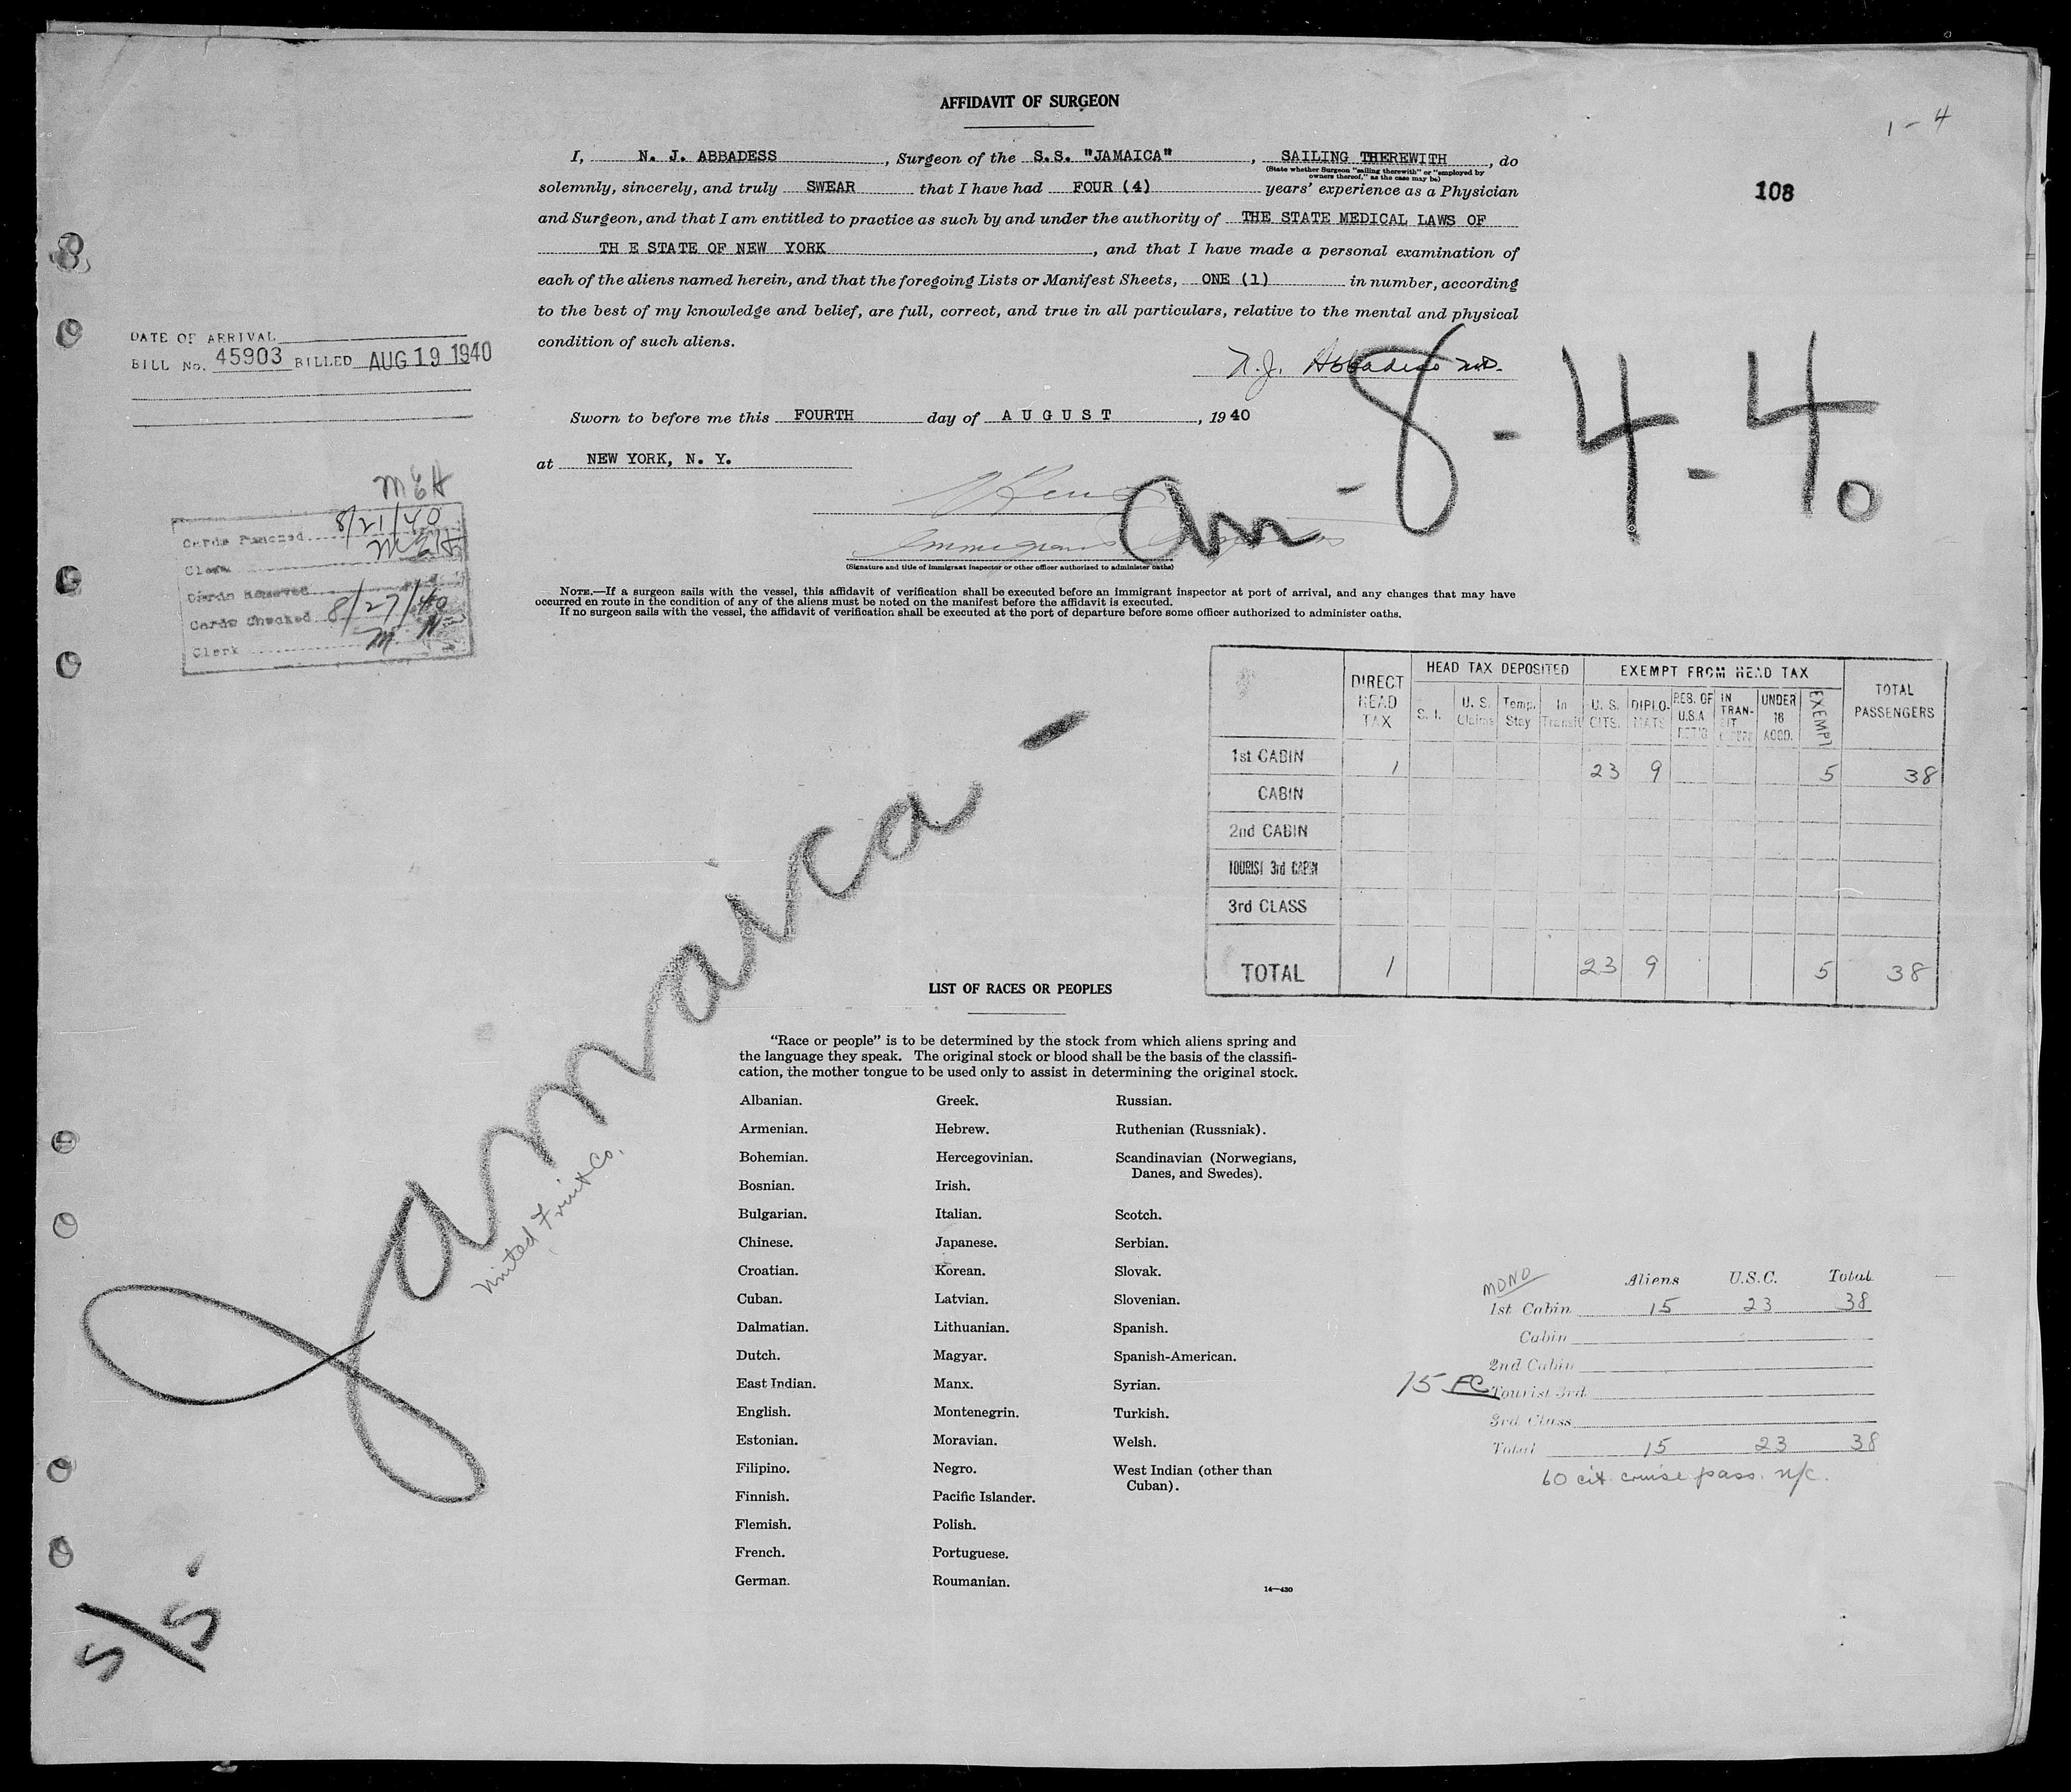 AFFIDAVIT OF SURGEON
1-4
108
I, N. J. ABBADESS, Surgeon of the S.S. "JAMAICA", SAILING THEREWITH, do
(State whether Surgeon "sailing therewith" or "employed by
owners thereof," as the case may be)
solemnly, sincerely, and truly SWEAR that I have had FOUR (4) years' experience as a Physician
and Surgeon, and that I am entitled to practice as such by and under the authority of THE STATE MEDICAL LAWS OF
TH E STATE OF NEW YORK, and that I have made a personal examination of
each of the aliens named herein, and that the foregoing Lists or Manifest Sheets, ONE (1) in number, according
to the best of my knowledge and belief, are full, correct, and true in all particulars, relative to the mental and physical
condition of such aliens.
DATE OF ARRIVAL
BILL No. 45903 BILLED AUG 19 1940
N.J. Abbadess M.D.
Sworn to before me this FOURTH day of A U G U S T, 1940
at NEW YORK, N. Y.
an - 8-4-40
(Signature and title of immigrant inspector or other officer authorized to administer oaths)
MEH
Cards Punched 8/21/40
Clerk MEH
Cards Removed
Cards Checked 8/27/40
Clerk
NOTE.—If a surgeon sails with the vessel, this affidavit of verification shall be executed before an immigrant inspector at port of arrival, and any changes that may have
occurred en route in the condition of any of the aliens must be noted on the manifest before the affidavit is executed.
If no surgeon sails with the vessel, the affidavit of verification shall be executed at the port of departure before some officer authorized to administer oaths.
DIRECT HEAD TAX HEAD TAX DEPOSITED EXEMPT FROM HEAD TAX TOTAL PASSENGERS
S. I. U. S. Claims Temp. Stay In Transit U. S. CITS. DIPLO-MATS RES. OF U.S.A IN TRAN-SIT UNDER 16 ACCD. EXEMPT
1st CABIN 1 23 9 5 38
CABIN
2nd CABIN
TOURIST 3rd CABIN
3rd CLASS
TOTAL 1 23 9 5 38
S/S. Jamaica -
United Fruit Co.
LIST OF RACES OR PEOPLES
"Race or people" is to be determined by the stock from which aliens spring and
the language they speak. The original stock or blood shall be the basis of the classifi-
cation, the mother tongue to be used only to assist in determining the original stock.
Albanian.
Armenian.
Bohemian.
Bosnian.
Bulgarian.
Chinese.
Croatian.
Cuban.
Dalmatian.
Dutch.
East Indian.
English.
Estonian.
Filipino.
Finnish.
Flemish.
French.
German.
Greek.
Hebrew.
Hercegovinian.
Irish.
Italian.
Japanese.
Korean.
Latvian.
Lithuanian.
Magyar.
Manx.
Montenegrin.
Moravian.
Negro.
Pacific Islander.
Polish.
Portuguese.
Roumanian.
Russian.
Ruthenian (Russniak).
Scandinavian (Norwegians,
Danes, and Swedes).
Scotch.
Serbian.
Slovak.
Slovenian.
Spanish.
Spanish-American.
Syrian.
Turkish.
Welsh.
West Indian (other than
Cuban).
14—430
MONO
Aliens U.S.C. Total
1st. Cabin 15 23 38
Cabin
2nd Cabin
15 FC Tourist 3rd
3rd Class
Total 15 23 38
60 cit. cruise pass. n/c.